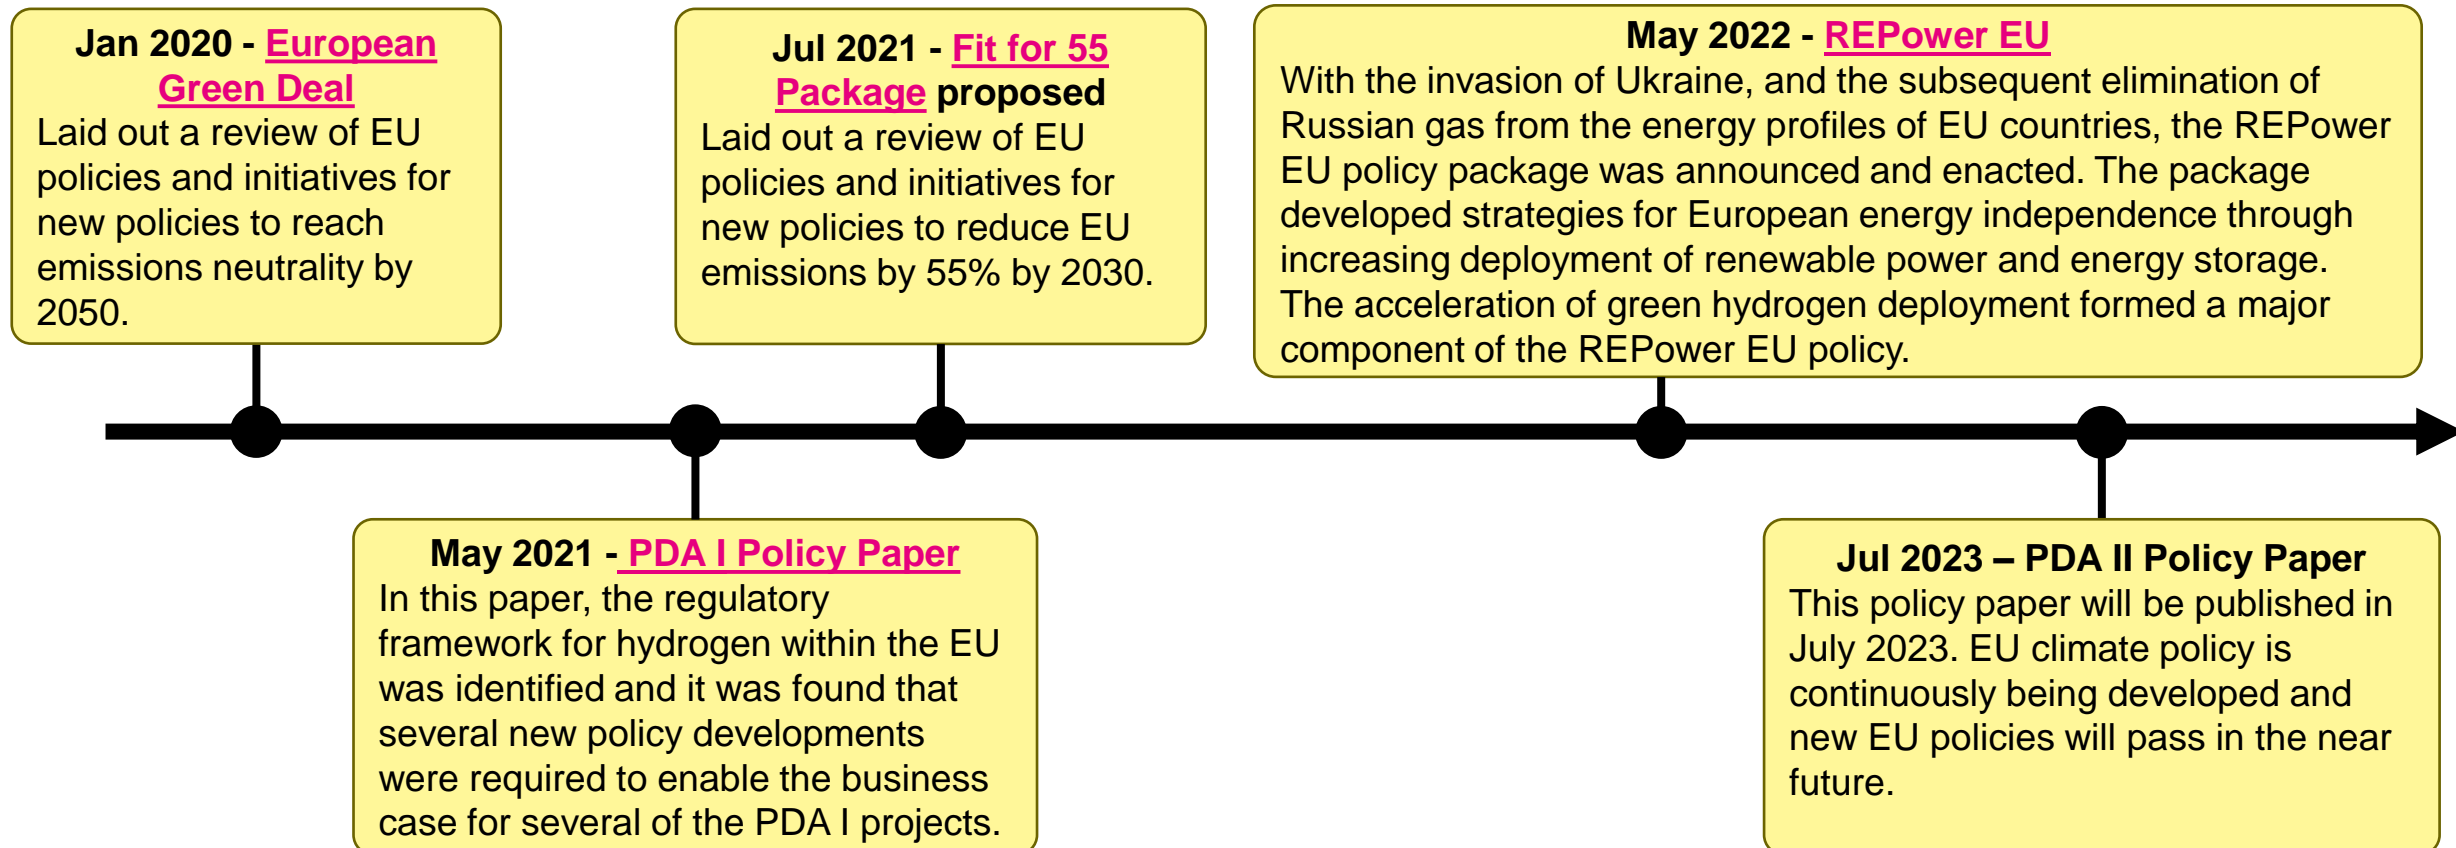 Jan 2020 - European
Green Deal
Laid out a review of EU
policies and initiatives for
new policies to reach
emissions neutrality by
2050.
Jul 2021 - Fit for 55
Package proposed
Laid out a review of EU
policies and initiatives for
new policies to reduce EU
emissions by 55% by 2030.
May 2022 - REPower EU
With the invasion of Ukraine, and the subsequent elimination of
Russian gas from the energy profiles of EU countries, the REPower
EU policy package was announced and enacted. The package
developed strategies for European energy independence through
increasing deployment of renewable power and energy storage.
The acceleration of green hydrogen deployment formed a major
component of the REPower EU policy.
May 2021 - PDA I Policy Paper
In this paper, the regulatory
framework for hydrogen within the EU
was identified and it was found that
several new policy developments
were required to enable the business
case for several of the PDA I projects.
Jul 2023 – PDA II Policy Paper
This policy paper will be published in
July 2023. EU climate policy is
continuously being developed and
new EU policies will pass in the near
future.